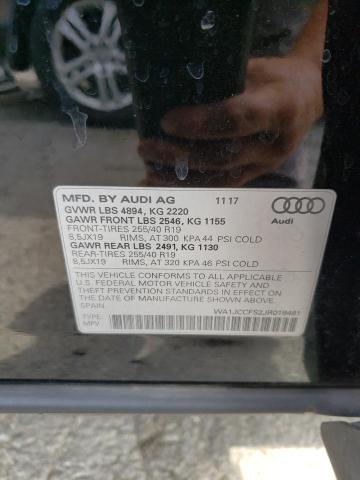 MFD. BY AUDI AG 11 17
GVWR LBS 4894, KG 2220
GAWR FRONT LBS 2546, KG 1155
FRONT-TIRES 255/40 R19
8,5JX19 RIMS, AT 300 KPA 44 PSI COLD
GAWR REAR LBS 2491, KG 1130
REAR-TIRES 255/40 R19
8,5JX19 RIMS, AT 320 KPA 46 PSI COLD
Audi
THIS VEHICLE CONFORMS TO ALL APPLICABLE
U.S. FEDERAL MOTOR VEHICLE SAFETY AND
THEFT PREVENTION STANDARDS IN EFFECT ON
THE DATE OF MANUFACTURE SHOWN ABOVE.
SPAIN.
WA1JCCFS2JR019481
TYPE:
MPV